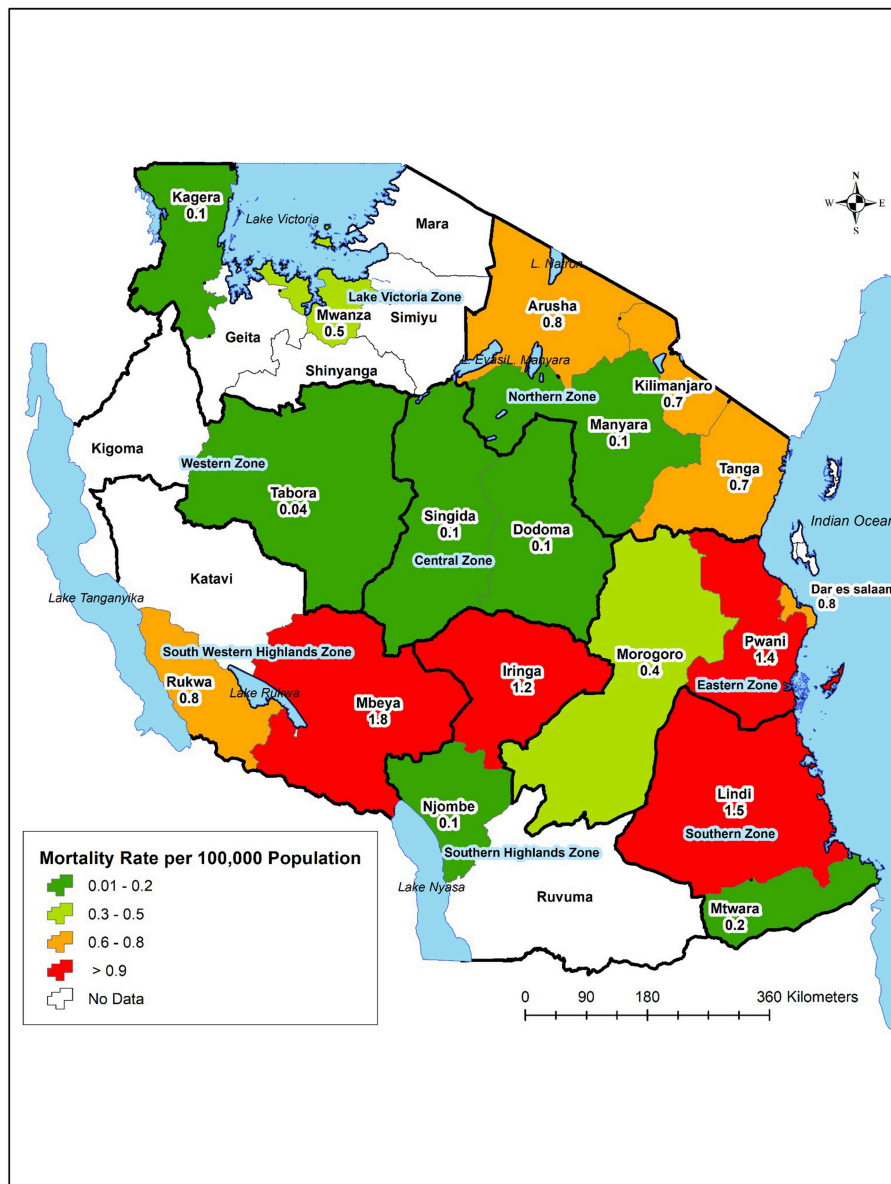 N
W E
S
Kagera
0.1
Lake Victoria
Mara
L. Natron
Lake Victoria Zone
Arusha
0.8
Mwanza
0.5
Simiyu
Geita
Shinyanga
L. Evasi
L. Manyara
Kilimanjaro
0.7
Northern Zone
Manyara
0.1
Kigoma
Western Zone
Tabora
0.04
Tanga
0.7
Singida
0.1
Dodoma
0.1
Indian Ocean
Central Zone
Katavi
Lake Tanganyika
Dar es salaam
0.8
South Western Highlands Zone
Morogoro
0.4
Pwani
1.4
Eastern Zone
Rukwa
0.8
Lake Rukwa
Mbeya
1.8
Iringa
1.2
Lindi
1.5
Southern Zone
Njombe
0.1
Southern Highlands Zone
Lake Nyasa
Ruvuma
Mtwara
0.2
Mortality Rate per 100,000 Population
0.01 - 0.2
0.3 - 0.5
0.6 - 0.8
> 0.9
No Data
0 90 180 360 Kilometers